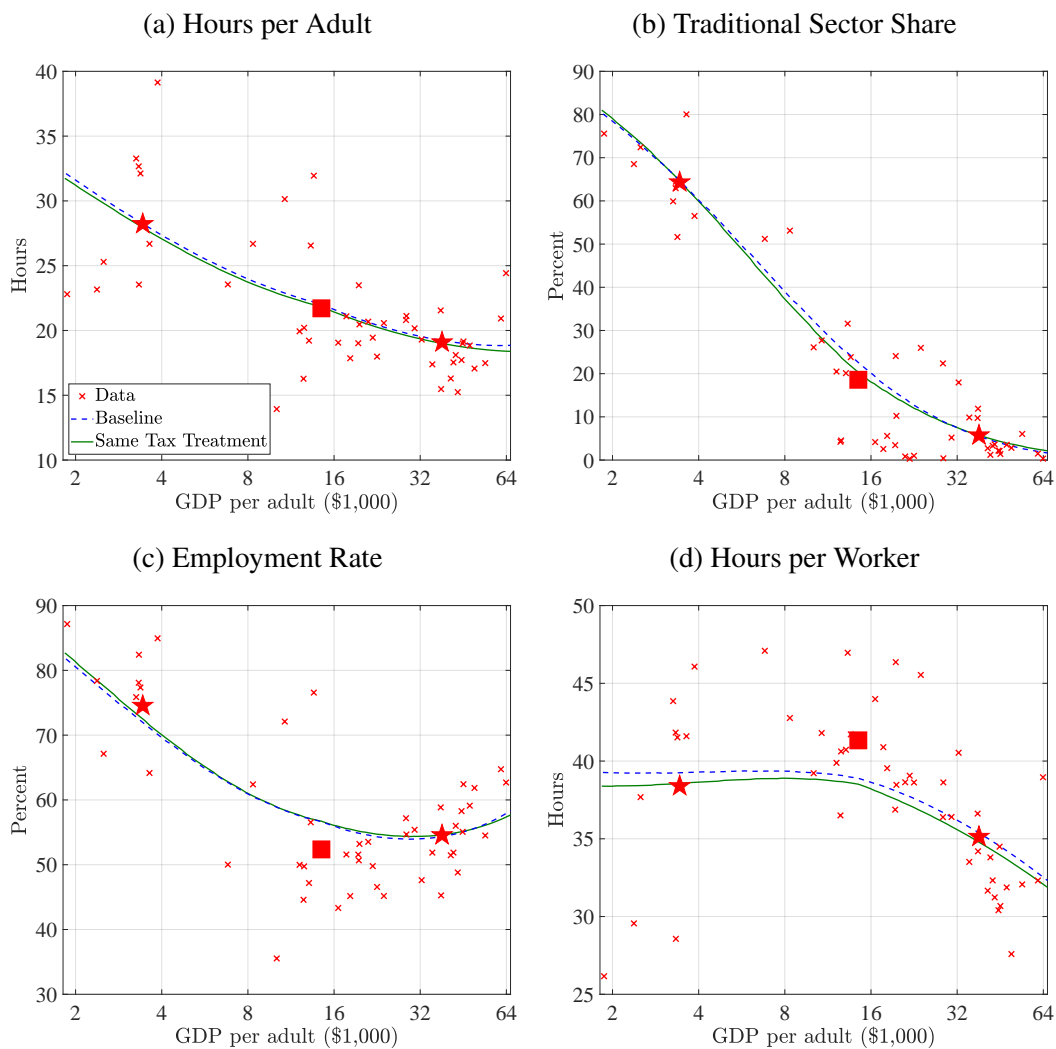 (a) Hours per Adult
40
35
30
25
20
15
10
Hours
Data
Baseline
Same Tax Treatment
2 4 8 16 32 64
GDP per adult ($1,000)
(b) Traditional Sector Share
90
80
70
60
50
40
30
20
10
0
Percent
2 4 8 16 32 64
GDP per adult ($1,000)
(c) Employment Rate
90
80
70
60
50
40
30
Percent
2 4 8 16 32 64
GDP per adult ($1,000)
(d) Hours per Worker
50
45
40
35
30
25
Hours
2 4 8 16 32 64
GDP per adult ($1,000)